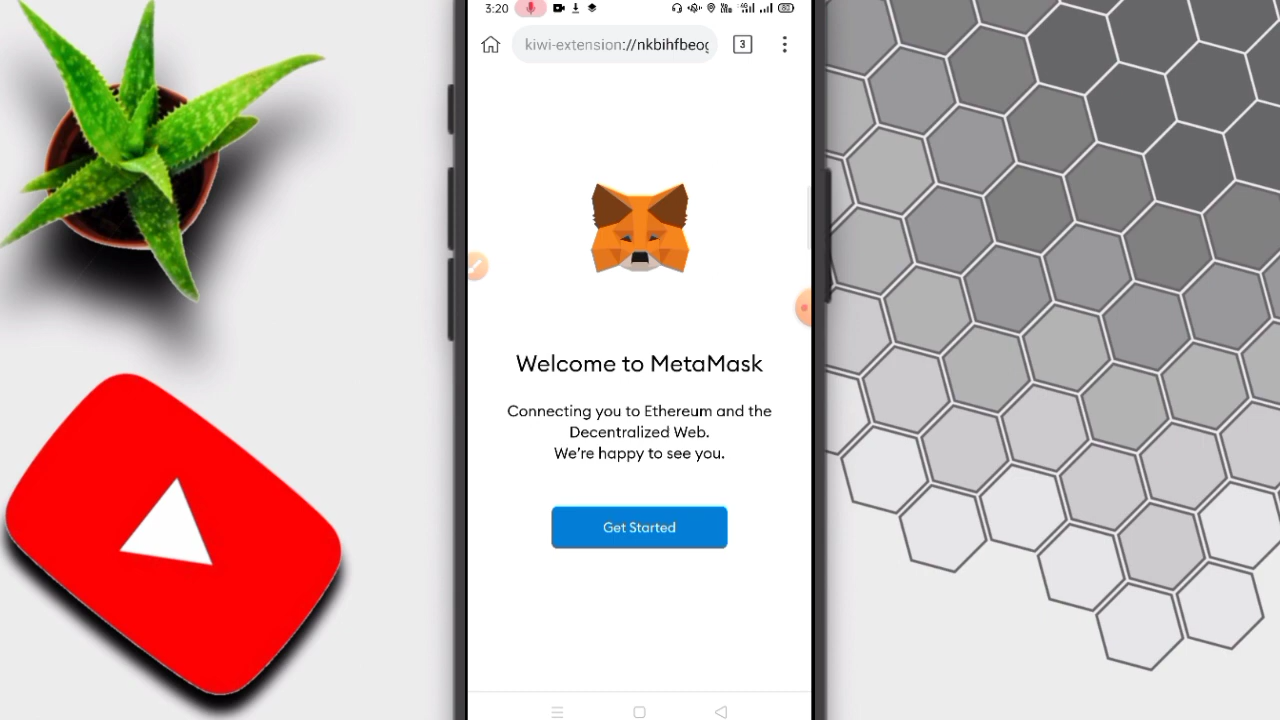 3:20
kiwi-extension://nkbihfbeog
3
Welcome to MetaMask
Connecting you to Ethereum and the
Decentralized Web.
We're happy to see you.
Get Started